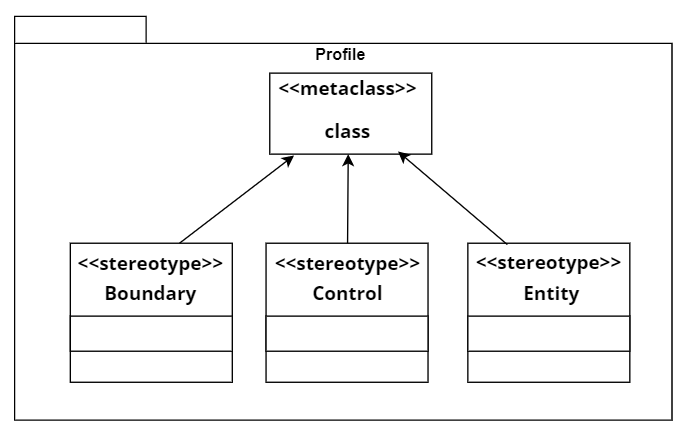 Profile
<<metaclass>>
class
<<stereotype>>
Boundary
<<stereotype>>
Control
<<stereotype>>
Entity